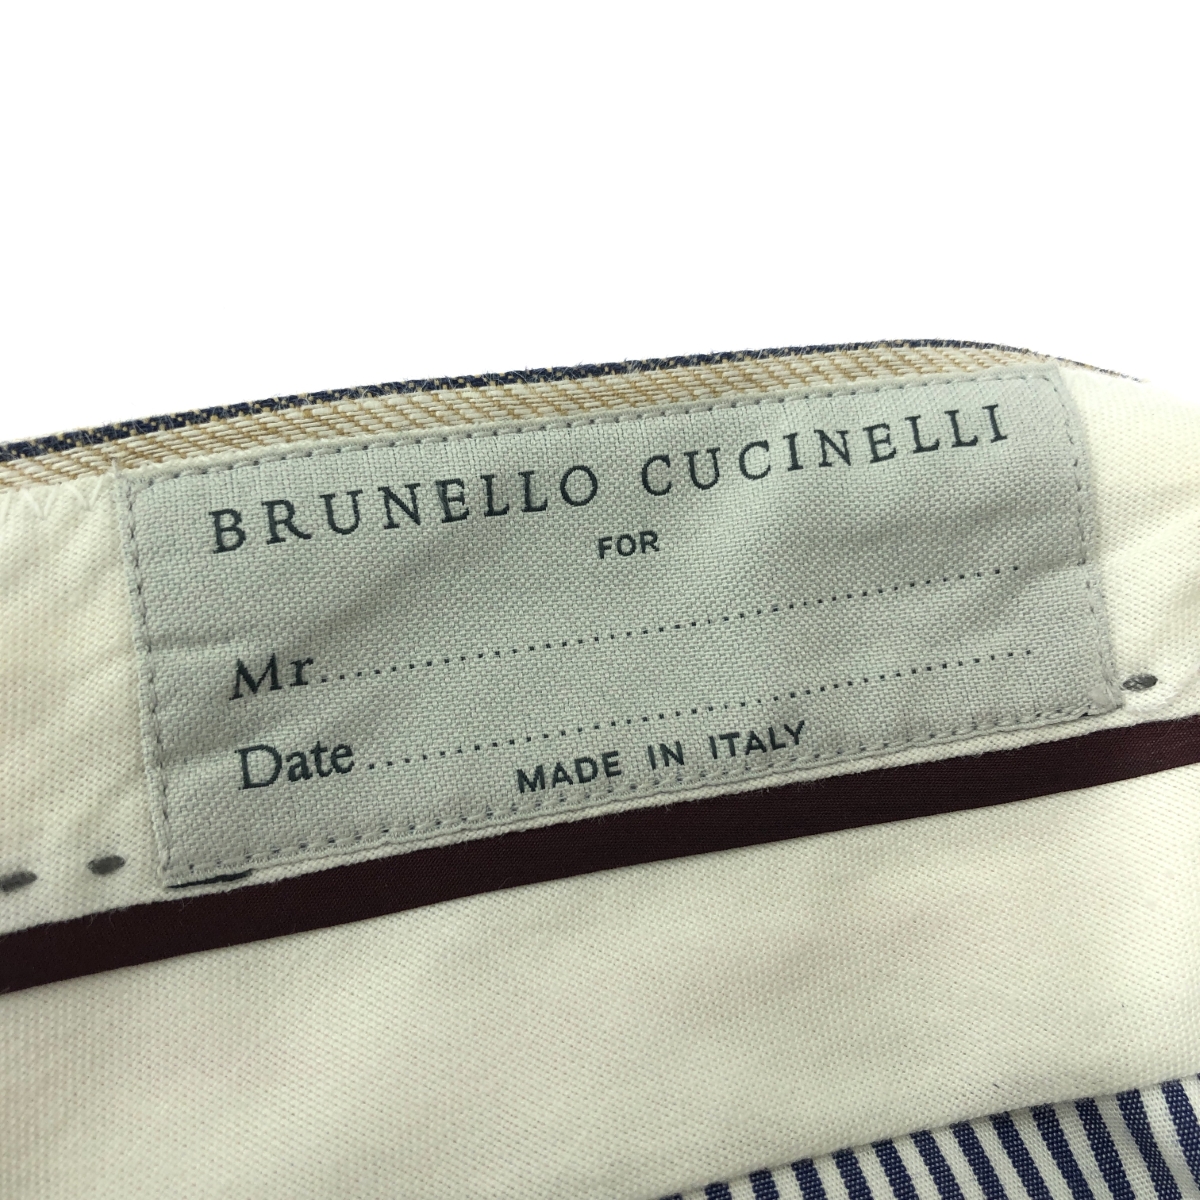 BRUNELLO CUCINELLI
FOR
Mr..................................................
Date..................................................
MADE IN ITALY